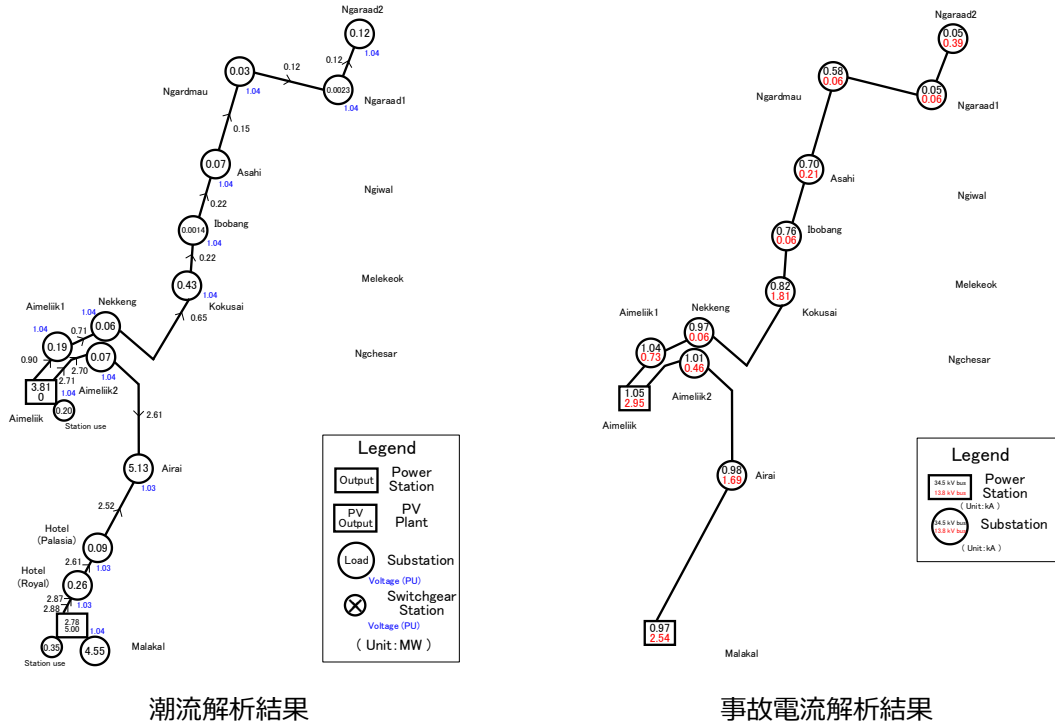 Ngaraad2
0.12
1.04
0.12
0.12
0.03
1.04
Ngardmau
0.0023
1.04
Ngaraad1
0.15
0.07
Asahi
1.04
Ngiwal
0.22
Ibobang
0.0014
1.04
0.22
Melekeok
0.43
1.04
Kokusai
Aimeliik1
Nekkeng
1.04
0.65
1.04
0.71
0.06
0.19
0.07
Ngchesar
0.90
2.70
2.71
1.04
3.81
0
1.04
Aimeliik2
Aimeliik
0.20
Station use
2.61
5.13
Airai
1.03
2.52
Hotel
(Palasia)
0.09
1.03
2.61
Hotel
(Royal)
0.26
1.03
2.87
2.88
2.78
5.00
1.04
0.35
Station use
4.55
Malakal
Legend
Output
Power
Station
PV
Output
PV
Plant
Load
Substation
Voltage (PU)
Switchgear
Station
Voltage (PU)
( Unit:MW )
潮流解析結果
Ngaraad2
0.05
0.39
0.58
0.06
Ngardmau
0.05
0.06
Ngaraad1
0.70
0.21
Asahi
Ngiwal
0.76
0.06
Ibobang
Melekeok
0.82
1.81
Kokusai
Aimeliik1
Nekkeng
0.97
0.06
1.04
0.73
1.01
0.46
Ngchesar
1.05
2.95
Aimeliik2
Aimeliik
0.98
1.69
Airai
0.97
2.54
Malakal
Legend
34.5 kV bus
13.8 kV bus
Power
Station
( Unit:kA )
34.5 kV bus
13.8 kV bus
Substation
( Unit:kA )
事故電流解析結果